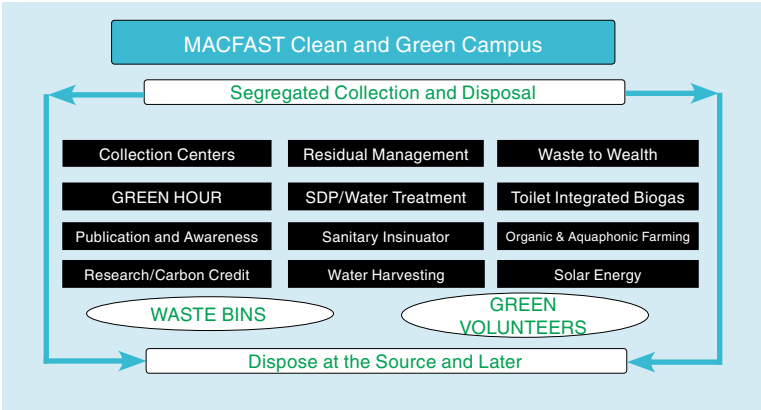 MACFAST Clean and Green Campus
Segregated Collection and Disposal
Collection Centers
Residual Management
Waste to Wealth
GREEN HOUR
SDP/Water Treatment
Toilet Integrated Biogas
Publication and Awareness
Sanitary Insinuator
Organic & Aquaphonic Farming
Research/Carbon Credit
Water Harvesting
Solar Energy
WASTE BINS
GREEN
VOLUNTEERS
Dispose at the Source and Later